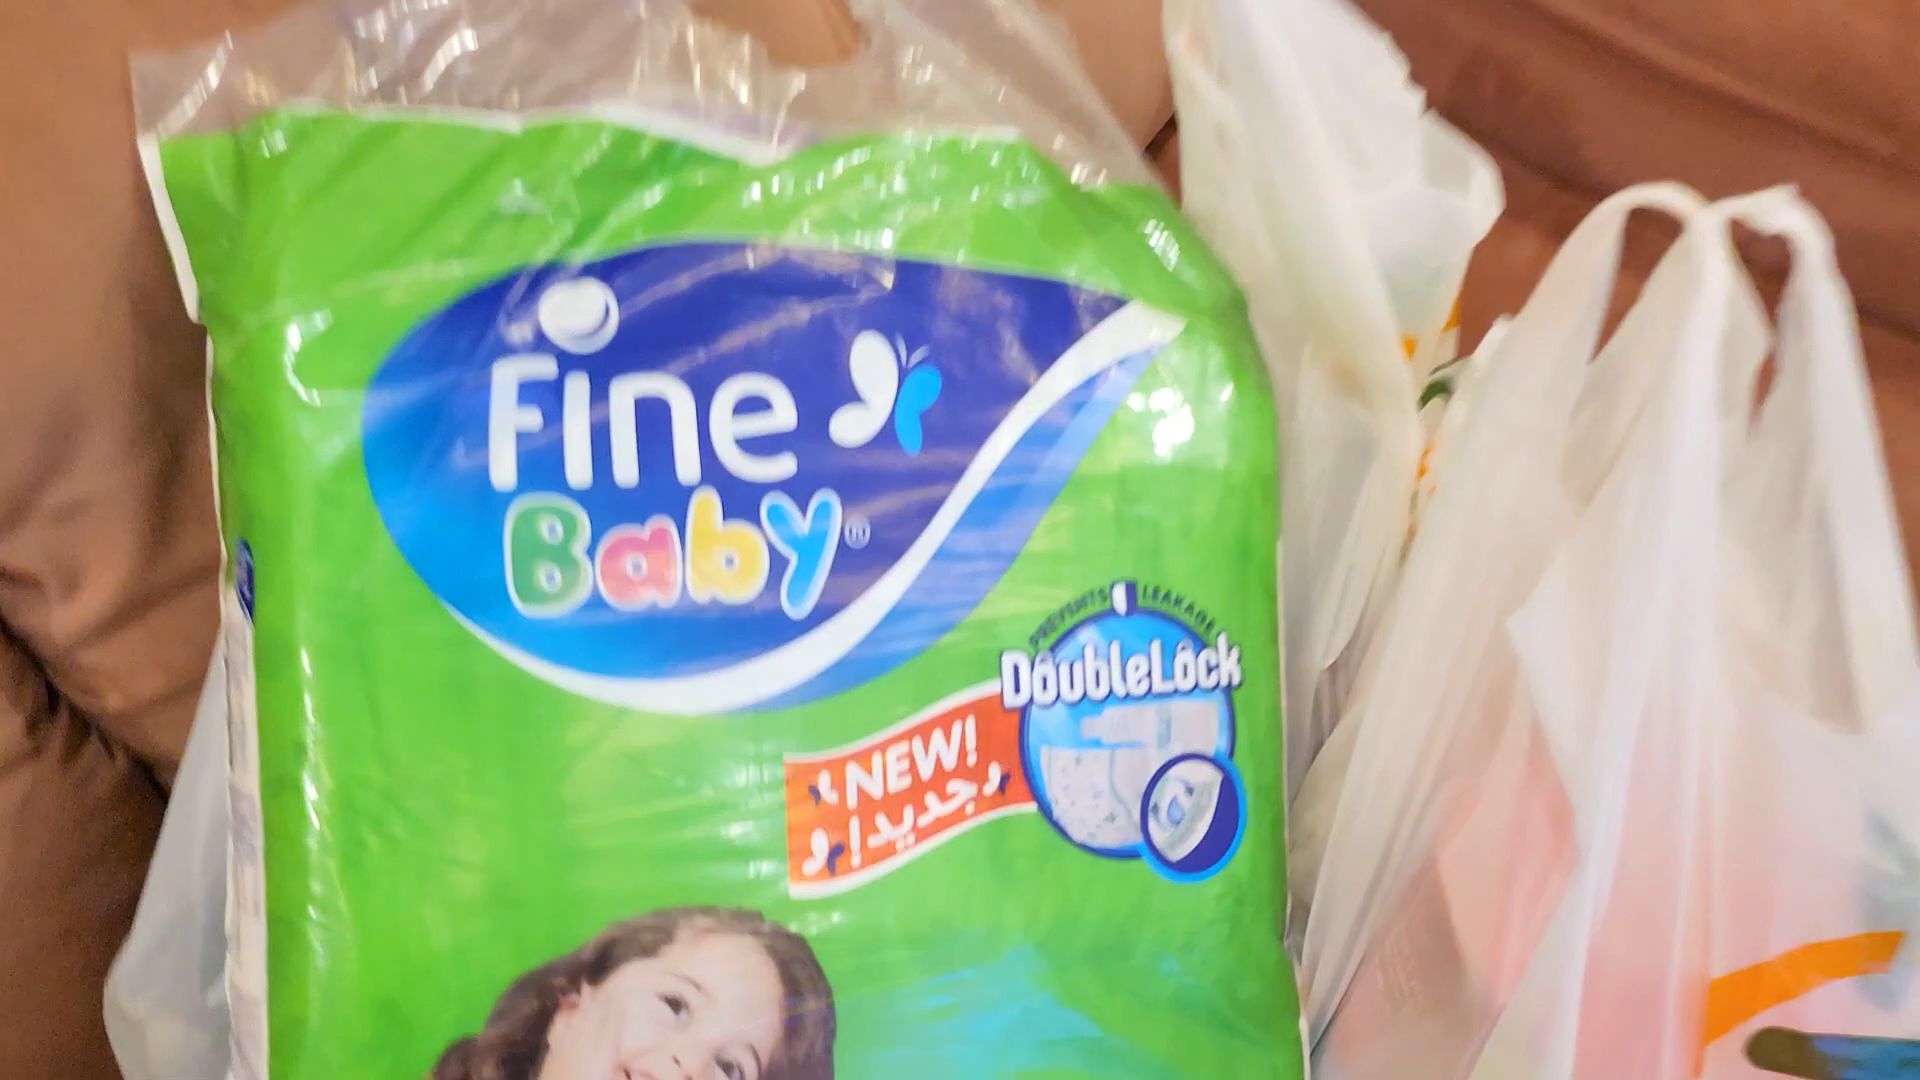 Fine
Baby®
PREVENTS LEAKAGE
DoubleLock
NEW!
جديد!